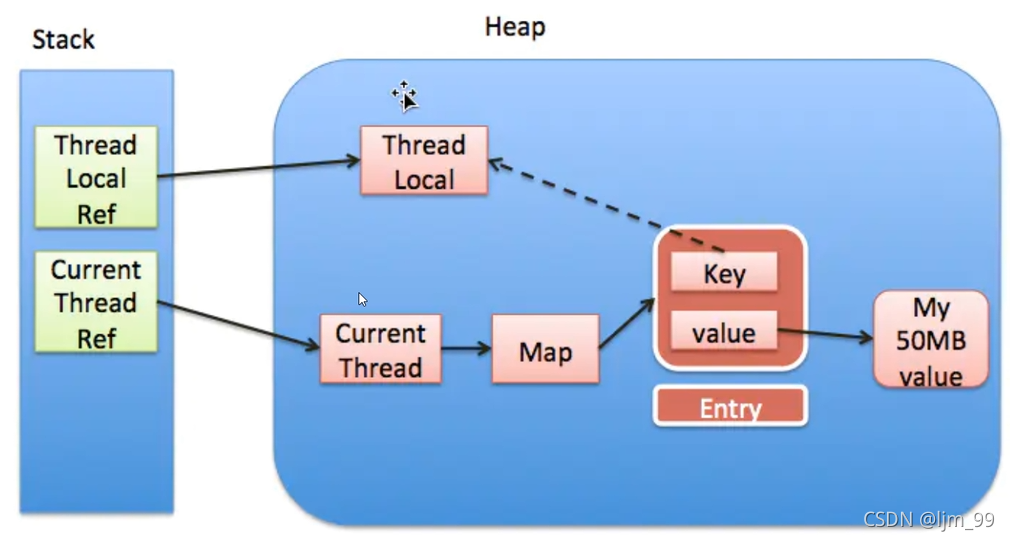 Heap
Stack
Thread
Local
Ref
Thread
Local
Current
Thread
Ref
Key
value
Current
Thread
Map
My
50MB
value
Entry
CSDN @ljm_99